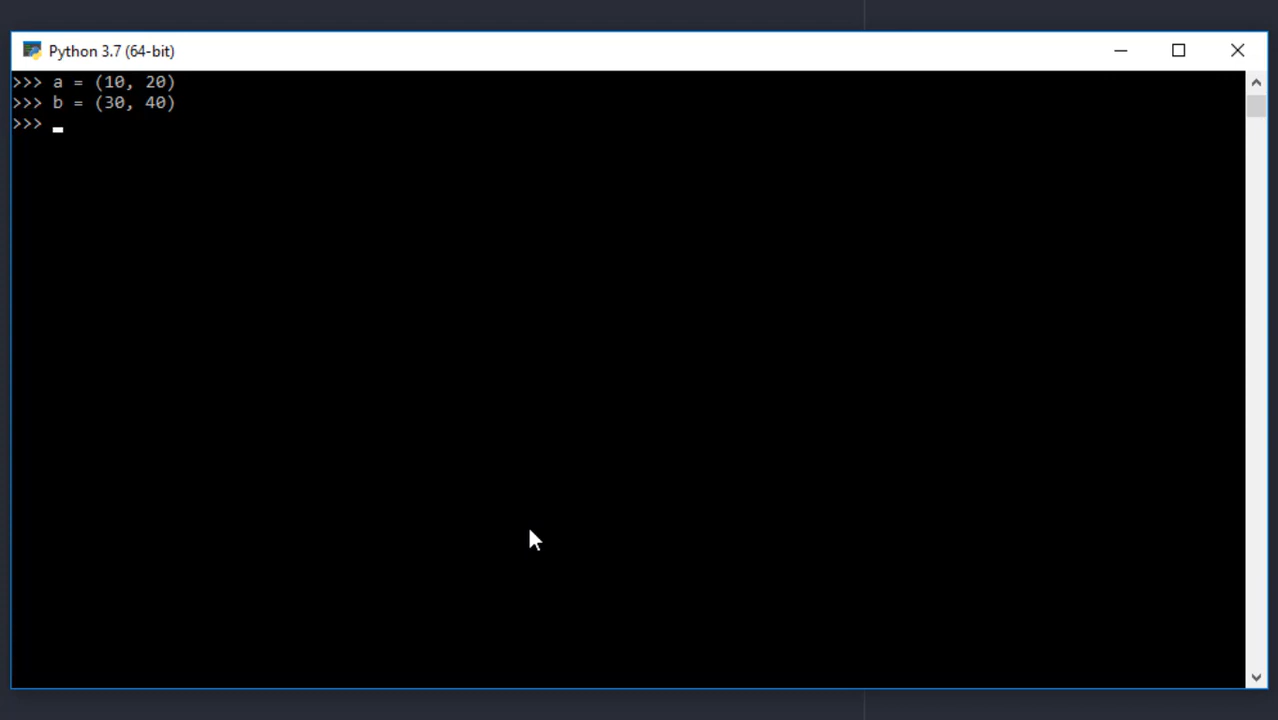 Python 3.7 (64-bit)
>>> a = (10, 20)
>>> b = (30, 40)
>>>